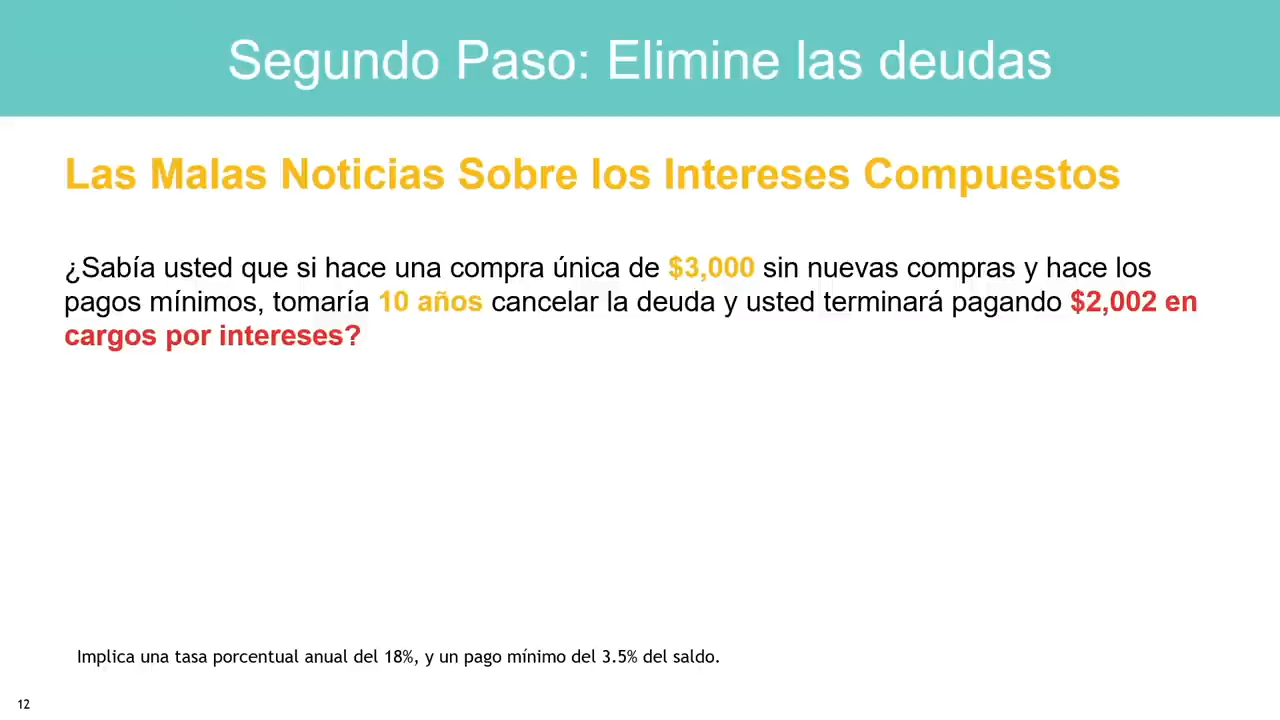 Segundo Paso: Elimine las deudas
Las Malas Noticias Sobre los Intereses Compuestos
¿Sabía usted que si hace una compra única de $3,000 sin nuevas compras y hace los
pagos mínimos, tomaría 10 años cancelar la deuda y usted terminará pagando $2,002 en
cargos por intereses?
Implica una tasa porcentual anual del 18%, y un pago mínimo del 3.5% del saldo.
12